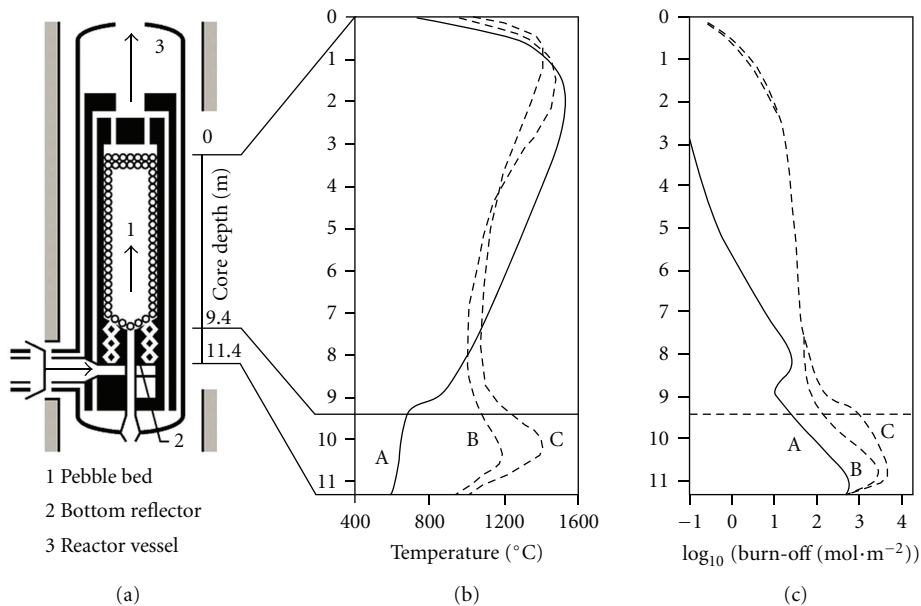 3
0
1
Core depth (m)
9.4
11.4
2
1 Pebble bed
2 Bottom reflector
3 Reactor vessel
(a)
0
1
2
3
4
5
6
7
8
9
10
11
A
B
C
400 800 1200 1600
Temperature (°C)
(b)
0
1
2
3
4
5
6
7
8
9
10
11
A
B
C
−1 0 1 2 3 4
log₁₀ (burn-off (mol·m⁻²))
(c)